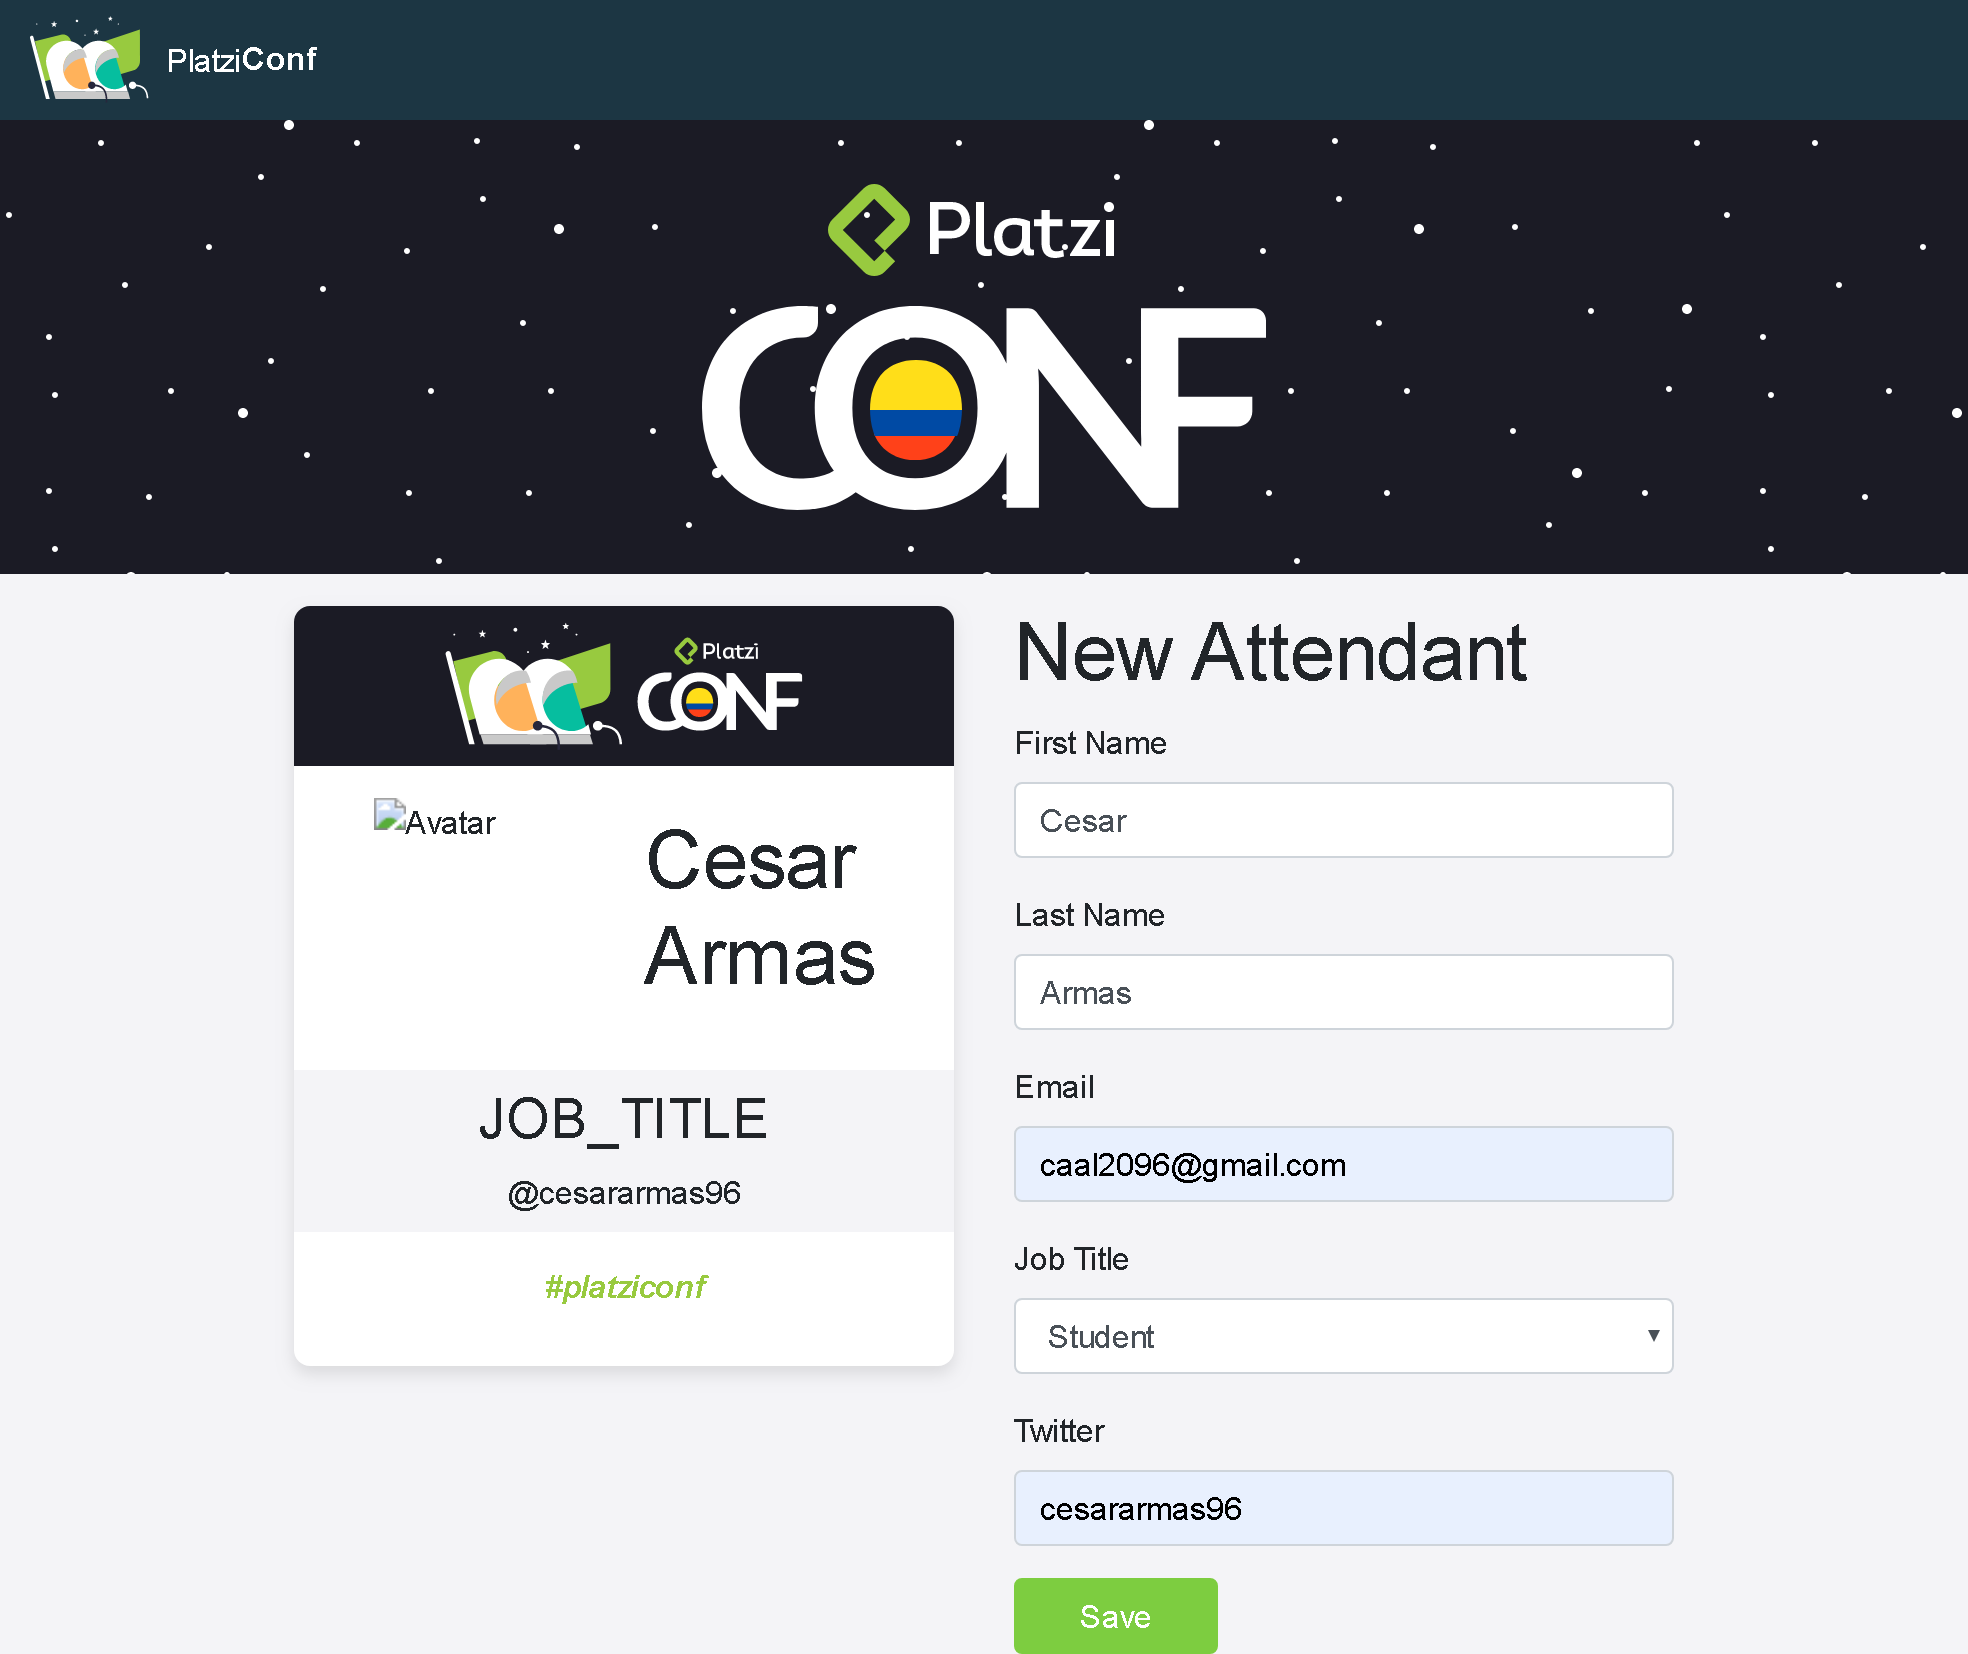 PlatziConf
Platzi
CONF
Platzi
CONF
Avatar
Cesar
Armas
JOB_TITLE
@cesararmas96
#platziconf
New Attendant
First Name
Cesar
Last Name
Armas
Email
caal2096@gmail.com
Job Title
Student
Twitter
cesararmas96
Save